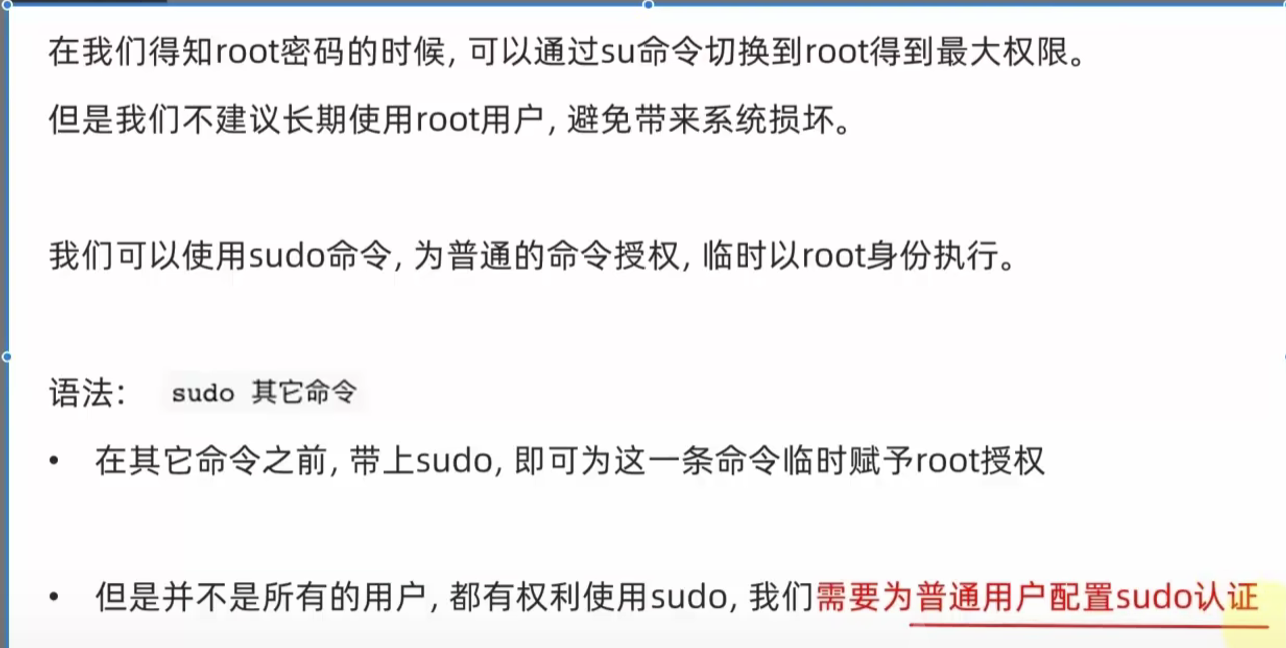 在我们得知root密码的时候, 可以通过su命令切换到root得到最大权限。
但是我们不建议长期使用root用户, 避免带来系统损坏。
我们可以使用sudo命令, 为普通的命令授权, 临时以root身份执行。
语法： sudo 其它命令
• 在其它命令之前, 带上sudo, 即可为这一条命令临时赋予root授权
• 但是并不是所有的用户, 都有权利使用sudo, 我们需要为普通用户配置sudo认证